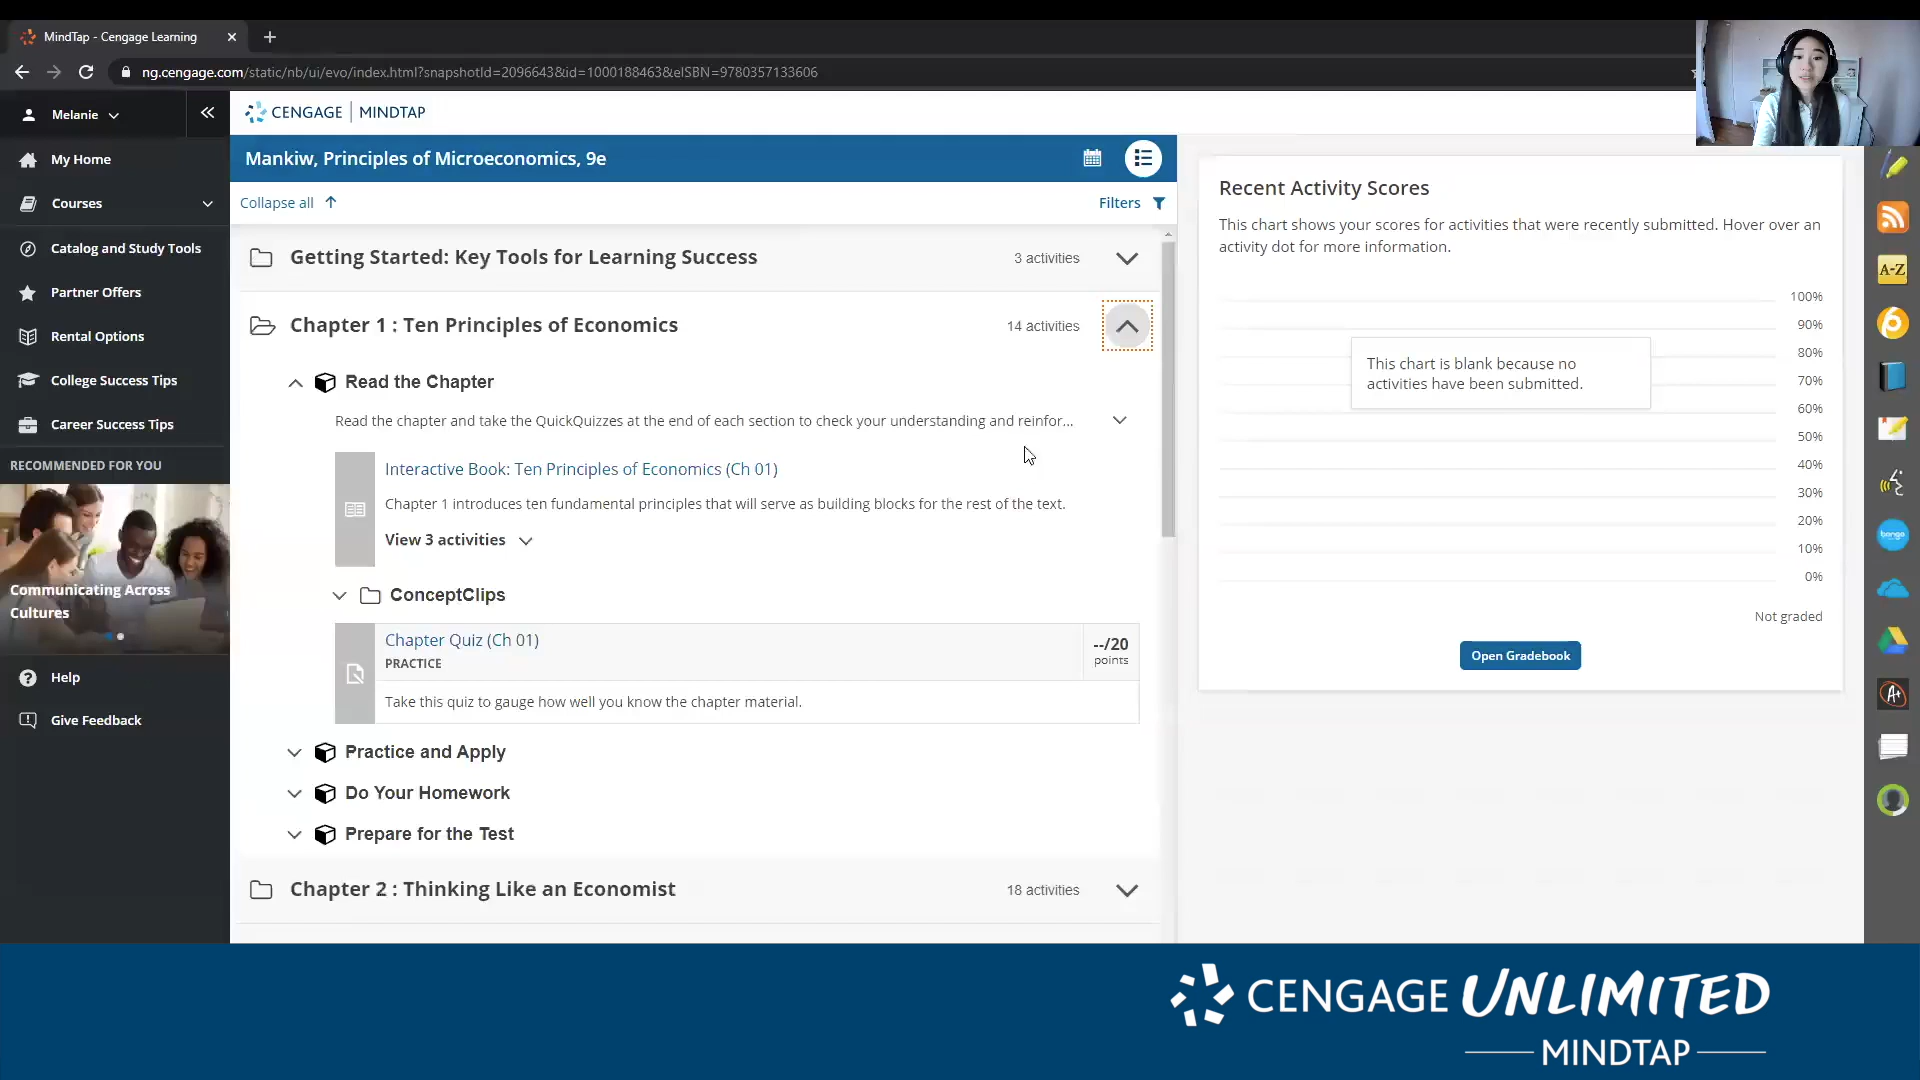 MindTap - Cengage Learning
ng.cengage.com/static/nb/ui/evo/index.html?snapshotId=2096643&id=1000188463&eISBN=9780357133606
Melanie
My Home
Courses
Catalog and Study Tools
Partner Offers
Rental Options
College Success Tips
Career Success Tips
RECOMMENDED FOR YOU
Communicating Across
Cultures
Help
Give Feedback
CENGAGE | MINDTAP
Mankiw, Principles of Microeconomics, 9e
Collapse all
Filters
Getting Started: Key Tools for Learning Success
3 activities
Chapter 1 : Ten Principles of Economics
14 activities
Read the Chapter
Read the chapter and take the QuickQuizzes at the end of each section to check your understanding and reinfor...
Interactive Book: Ten Principles of Economics (Ch 01)
Chapter 1 introduces ten fundamental principles that will serve as building blocks for the rest of the text.
View 3 activities
ConceptClips
Chapter Quiz (Ch 01)
PRACTICE
--/20
points
Take this quiz to gauge how well you know the chapter material.
Practice and Apply
Do Your Homework
Prepare for the Test
Chapter 2 : Thinking Like an Economist
18 activities
Recent Activity Scores
This chart shows your scores for activities that were recently submitted. Hover over an
activity dot for more information.
100%
90%
80%
70%
60%
50%
40%
30%
20%
10%
0%
This chart is blank because no
activities have been submitted.
Not graded
Open Gradebook
A-Z
bongo
A+
CENGAGE UNLIMITED
MINDTAP